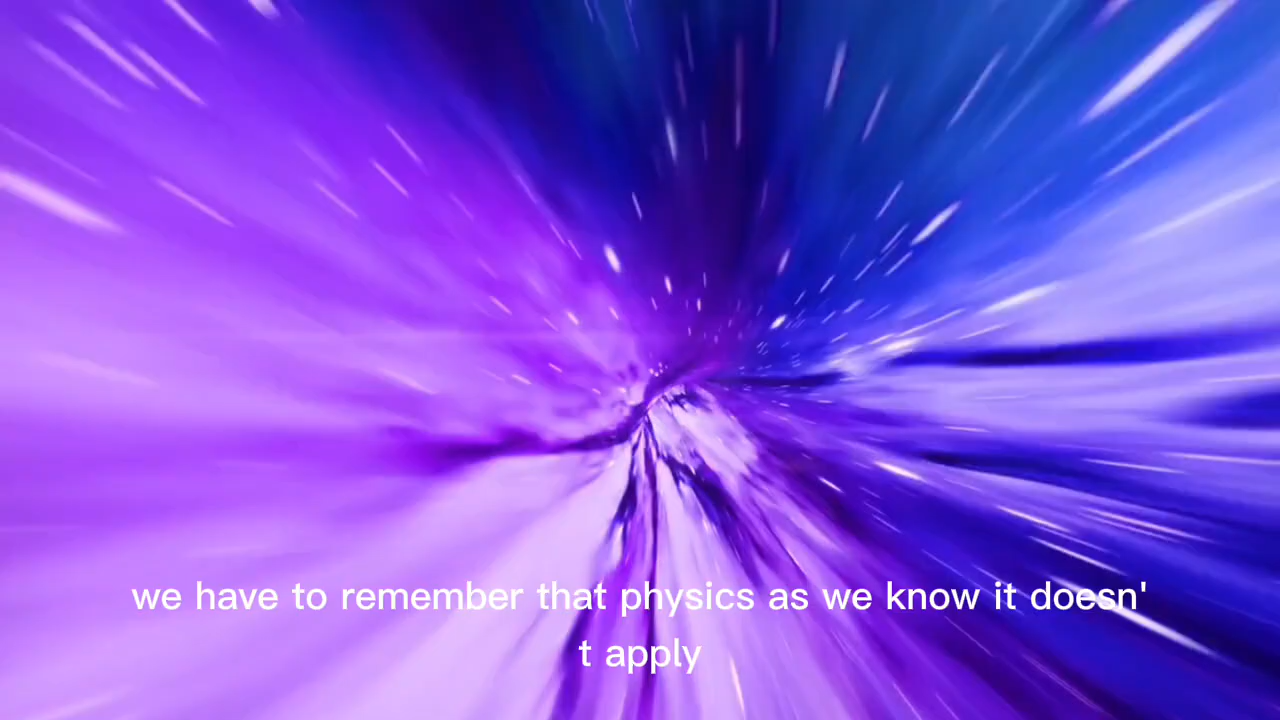 we have to remember that physics as we know it doesn'
t apply